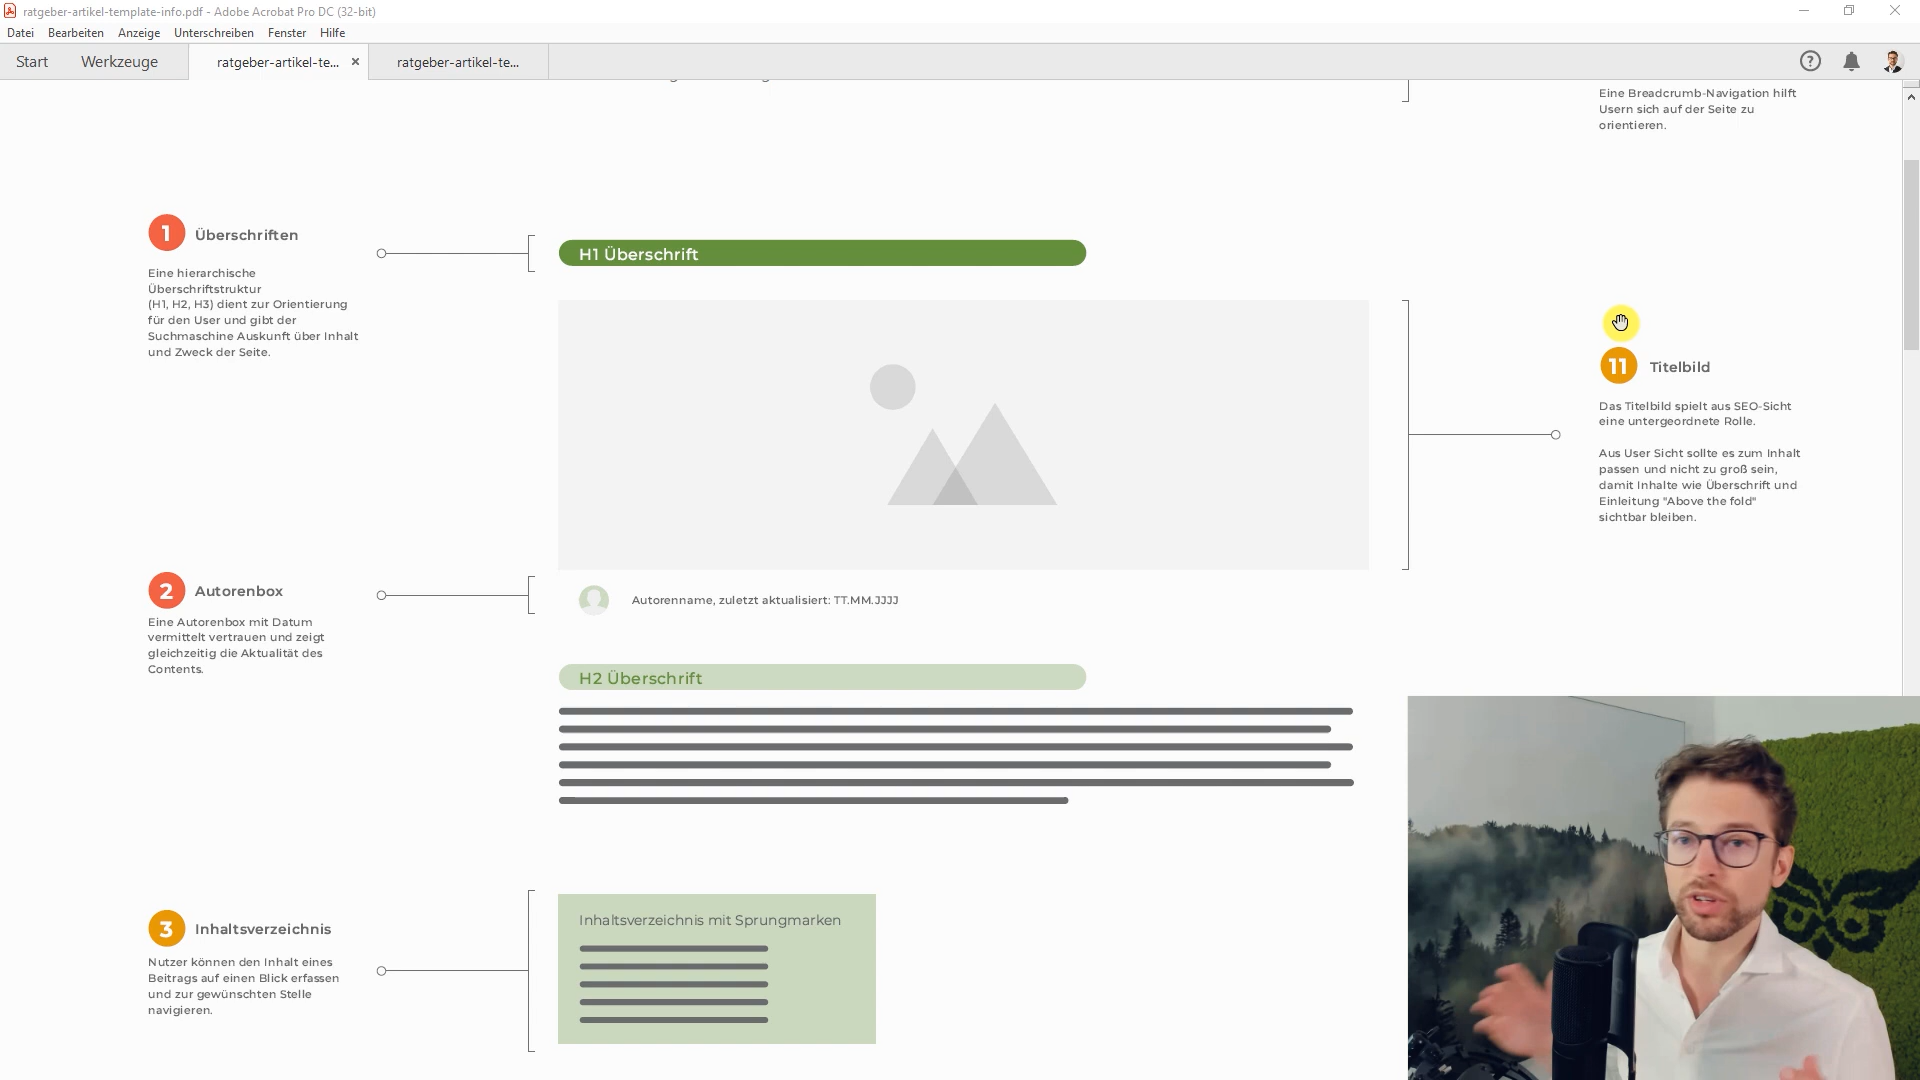 ratgeber-artikel-template-info.pdf - Adobe Acrobat Pro DC (32-bit)
Datei Bearbeiten Anzeige Unterschreiben Fenster Hilfe
Start Werkzeuge ratgeber-artikel-te... × ratgeber-artikel-te... ?
Eine Breadcrumb-Navigation hilft
Usern sich auf der Seite zu
orientieren.
1 Überschriften
Eine hierarchische
Überschriftstruktur
(H1, H2, H3) dient zur Orientierung
für den User und gibt der
Suchmaschine Auskunft über Inhalt
und Zweck der Seite.
H1 Überschrift
11 Titelbild
Das Titelbild spielt aus SEO-Sicht
eine untergeordnete Rolle.
Aus User Sicht sollte es zum Inhalt
passen und nicht zu groß sein,
damit Inhalte wie Überschrift und
Einleitung "Above the fold"
sichtbar bleiben.
2 Autorenbox
Eine Autorenbox mit Datum
vermittelt vertrauen und zeigt
gleichzeitig die Aktualität des
Contents.
Autorenname, zuletzt aktualisiert: TT.MM.JJJJ
H2 Überschrift
3 Inhaltsverzeichnis
Nutzer können den Inhalt eines
Beitrags auf einen Blick erfassen
und zur gewünschten Stelle
navigieren.
Inhaltsverzeichnis mit Sprungmarken